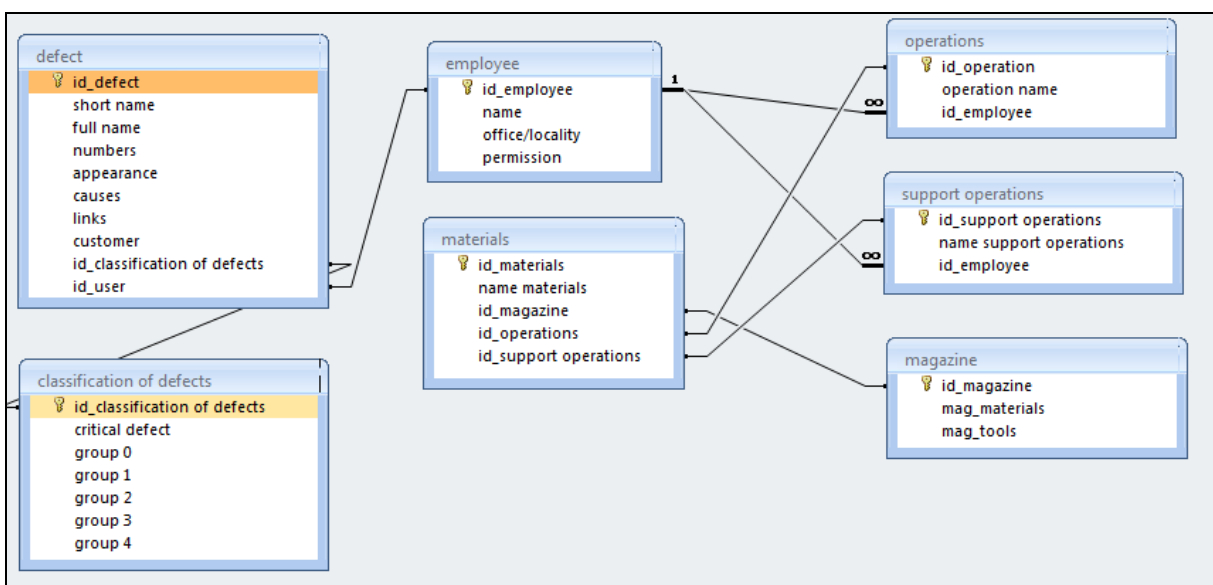 defect
id_defect
short name
full name
numbers
appearance
causes
links
customer
id_classification of defects
id_user
classification of defects
id_classification of defects
critical defect
group 0
group 1
group 2
group 3
group 4
employee
id_employee
name
office/locality
permission
materials
id_materials
name materials
id_magazine
id_operations
id_support operations
1
∞
∞
operations
id_operation
operation name
id_employee
support operations
id_support operations
name support operations
id_employee
magazine
id_magazine
mag_materials
mag_tools